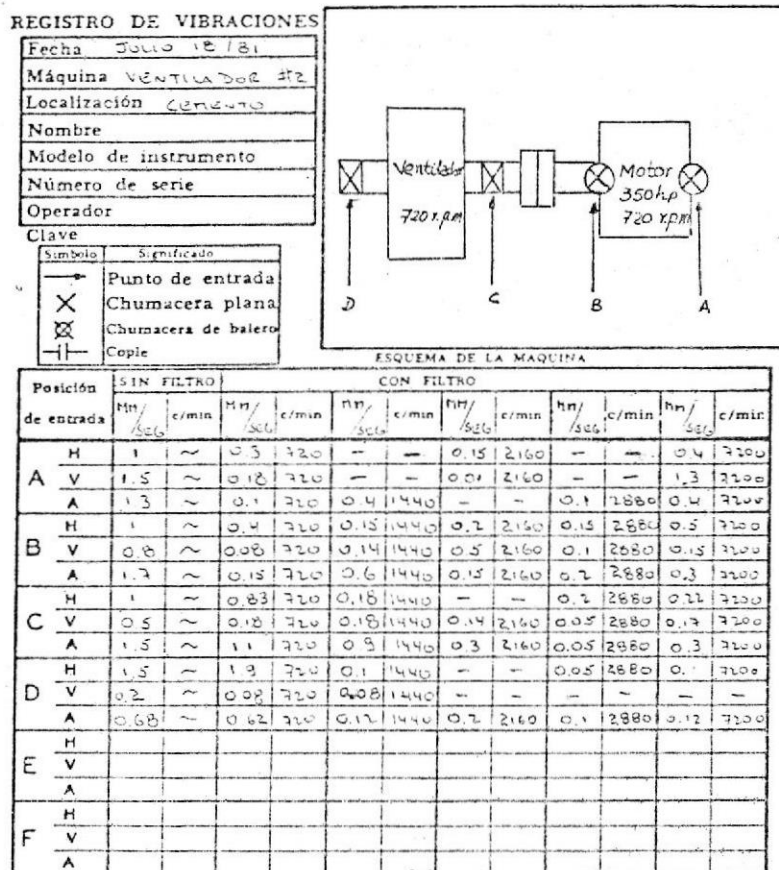 REGISTRO DE VIBRACIONES
Fecha JULIO 18/81
Máquina VENTILADOR #2
Localización CEMENTO
Nombre
Modelo de instrumento
Número de serie
Operador
Clave
Símbolo Significado
Punto de entrada
Chumacera plana
Chumacera de balero
Cople
Ventilador
720 r.p.m
Motor
350 hp
720 r.p.m
D C B A
ESQUEMA DE LA MAQUINA
Posición de entrada SIN FILTRO CON FILTRO
Mm/seg c/min Mm/seg c/min mm/seg c/min mm/seg c/min mm/seg c/min mm/seg c/min
A H 1 ~ 0.3 720 - - 0.15 2160 - - 0.4 7200
V 1.5 ~ 0.18 720 - - 0.01 2160 - - 1.3 7200
A 1.3 ~ 0.1 720 0.4 1440 - - 0.1 2880 0.4 7200
B H 1 ~ 0.4 720 0.15 1440 0.2 2160 0.15 2880 0.5 7200
V 0.8 ~ 0.08 720 0.14 1440 0.5 2160 0.1 2880 0.15 7200
A 1.7 ~ 0.15 720 0.6 1440 0.15 2160 0.2 2880 0.3 7200
C H 1 ~ 0.83 720 0.18 1440 - - 0.2 2880 0.22 7200
V 0.5 ~ 0.18 720 0.18 1440 0.14 2160 0.05 2880 0.17 7200
A 1.5 ~ 1.1 720 0.9 1440 0.3 2160 0.05 2880 0.3 7200
D H 1.5 ~ 1.9 720 0.1 1440 - - 0.05 2880 0.1 7200
V 0.2 ~ 0.08 720 0.08 1440 - - - - - -
A 0.68 ~ 0.62 720 0.12 1440 0.2 2160 0.1 2880 0.12 7200
E H
V
A
F H
V
A